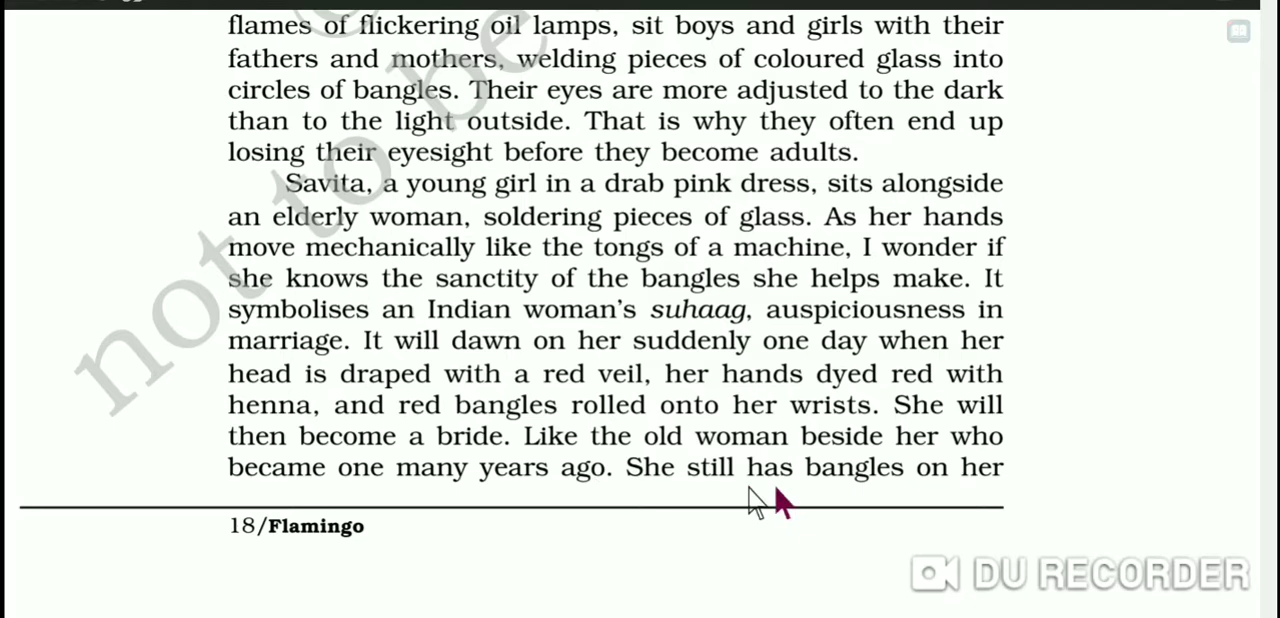 flames of flickering oil lamps, sit boys and girls with their
fathers and mothers, welding pieces of coloured glass into
circles of bangles. Their eyes are more adjusted to the dark
than to the light outside. That is why they often end up
losing their eyesight before they become adults.
Savita, a young girl in a drab pink dress, sits alongside
an elderly woman, soldering pieces of glass. As her hands
move mechanically like the tongs of a machine, I wonder if
she knows the sanctity of the bangles she helps make. It
symbolises an Indian woman's suhaag, auspiciousness in
marriage. It will dawn on her suddenly one day when her
head is draped with a red veil, her hands dyed red with
henna, and red bangles rolled onto her wrists. She will
then become a bride. Like the old woman beside her who
became one many years ago. She still has bangles on her
18/Flamingo
not to be
DU RECORDER